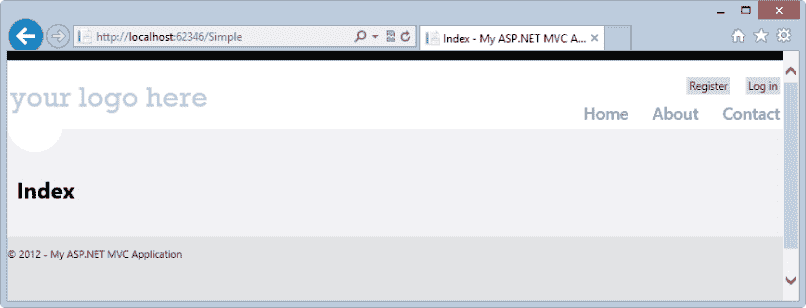 http://localhost:62346/Simple
Index - My ASP.NET MVC A...
your logo here
Register Log in
Home About Contact
Index
© 2012 - My ASP.NET MVC Application